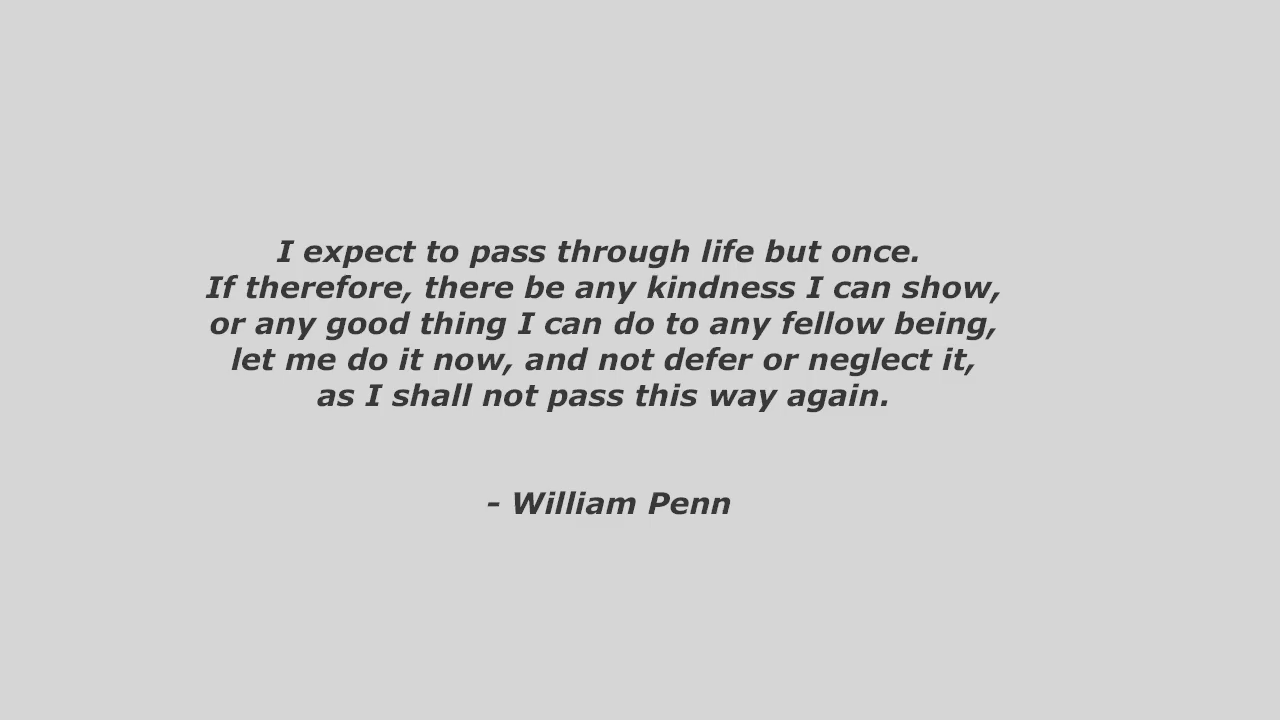 I expect to pass through life but once.
If therefore, there be any kindness I can show,
or any good thing I can do to any fellow being,
let me do it now, and not defer or neglect it,
as I shall not pass this way again.
– William Penn